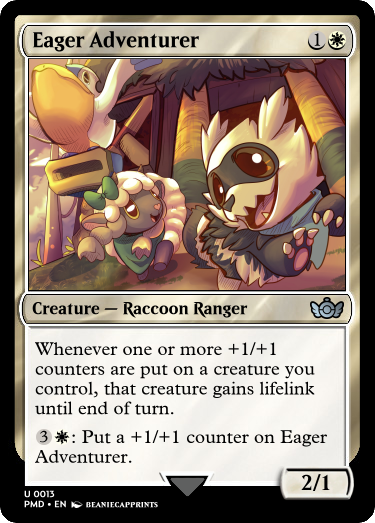 Eager Adventurer 1
Creature — Raccoon Ranger
Whenever one or more +1/+1
counters are put on a creature you
control, that creature gains lifelink
until end of turn.
3: Put a +1/+1 counter on Eager
Adventurer.
2/1
U 0013
PMD • EN BEANIECAPPRINTS